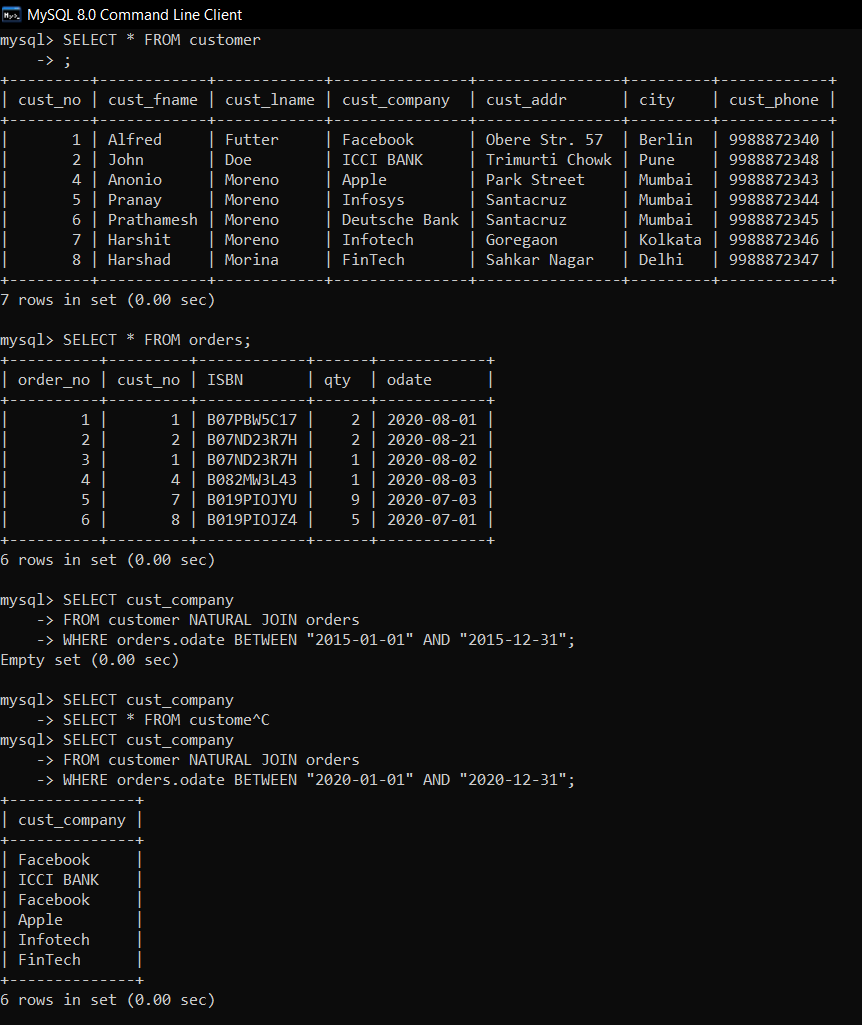 MySQL 8.0 Command Line Client
mysql> SELECT * FROM customer
    -> ;
+---------+------------+------------+---------------+----------------+---------+------------+
| cust_no | cust_fname | cust_lname | cust_company  | cust_addr      | city    | cust_phone |
+---------+------------+------------+---------------+----------------+---------+------------+
|       1 | Alfred     | Futter     | Facebook      | Obere Str. 57  | Berlin  | 9988872340 |
|       2 | John       | Doe        | ICCI BANK     | Trimurti Chowk | Pune    | 9988872348 |
|       4 | Anonio     | Moreno     | Apple         | Park Street    | Mumbai  | 9988872343 |
|       5 | Pranay     | Moreno     | Infosys       | Santacruz      | Mumbai  | 9988872344 |
|       6 | Prathamesh | Moreno     | Deutsche Bank | Santacruz      | Mumbai  | 9988872345 |
|       7 | Harshit    | Moreno     | Infotech      | Goregaon       | Kolkata | 9988872346 |
|       8 | Harshad    | Morina     | FinTech       | Sahkar Nagar   | Delhi   | 9988872347 |
+---------+------------+------------+---------------+----------------+---------+------------+
7 rows in set (0.00 sec)

mysql> SELECT * FROM orders;
+----------+---------+------------+------+------------+
| order_no | cust_no | ISBN       | qty  | odate      |
+----------+---------+------------+------+------------+
|        1 |       1 | B07PBW5C17 |    2 | 2020-08-01 |
|        2 |       2 | B07ND23R7H |    2 | 2020-08-21 |
|        3 |       1 | B07ND23R7H |    1 | 2020-08-02 |
|        4 |       4 | B082MW3L43 |    1 | 2020-08-03 |
|        5 |       7 | B019PIOJYU |    9 | 2020-07-03 |
|        6 |       8 | B019PIOJZ4 |    5 | 2020-07-01 |
+----------+---------+------------+------+------------+
6 rows in set (0.00 sec)

mysql> SELECT cust_company
    -> FROM customer NATURAL JOIN orders
    -> WHERE orders.odate BETWEEN "2015-01-01" AND "2015-12-31";
Empty set (0.00 sec)

mysql> SELECT cust_company
    -> SELECT * FROM custome^C
mysql> SELECT cust_company
    -> FROM customer NATURAL JOIN orders
    -> WHERE orders.odate BETWEEN "2020-01-01" AND "2020-12-31";
+--------------+
| cust_company |
+--------------+
| Facebook     |
| ICCI BANK    |
| Facebook     |
| Apple        |
| Infotech     |
| FinTech      |
+--------------+
6 rows in set (0.00 sec)